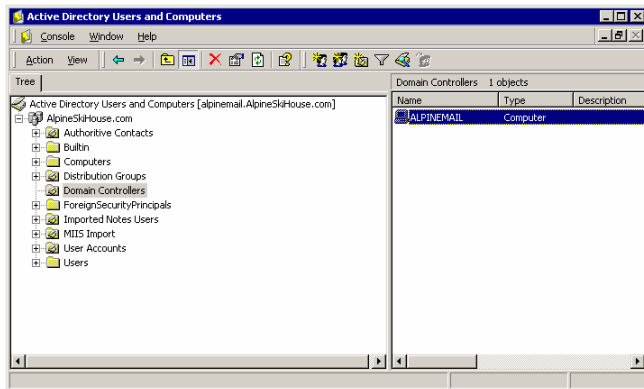 Active Directory Users and Computers
Console Window Help
Action View
Tree
Domain Controllers 1 objects
Active Directory Users and Computers [alpinemail.AlpineSkiHouse.com]
AlpineSkiHouse.com
Authoritive Contacts
Builtin
Computers
Distribution Groups
Domain Controllers
ForeignSecurityPrincipals
Imported Notes Users
MIIS Import
User Accounts
Users
Name Type Description
ALPINEMAIL Computer